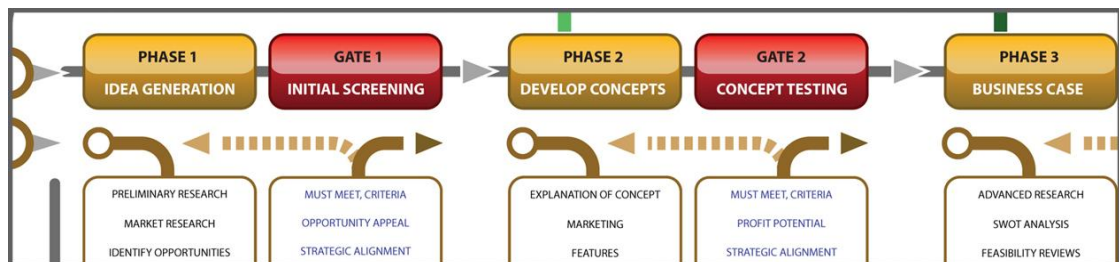 PHASE 1
IDEA GENERATION
GATE 1
INITIAL SCREENING
PHASE 2
DEVELOP CONCEPTS
GATE 2
CONCEPT TESTING
PHASE 3
BUSINESS CASE
PRELIMINARY RESEARCH
MARKET RESEARCH
IDENTIFY OPPORTUNITIES
MUST MEET, CRITERIA
OPPORTUNITY APPEAL
STRATEGIC ALIGNMENT
EXPLANATION OF CONCEPT
MARKETING
FEATURES
MUST MEET, CRITERIA
PROFIT POTENTIAL
STRATEGIC ALIGNMENT
ADVANCED RESEARCH
SWOT ANALYSIS
FEASIBILITY REVIEWS